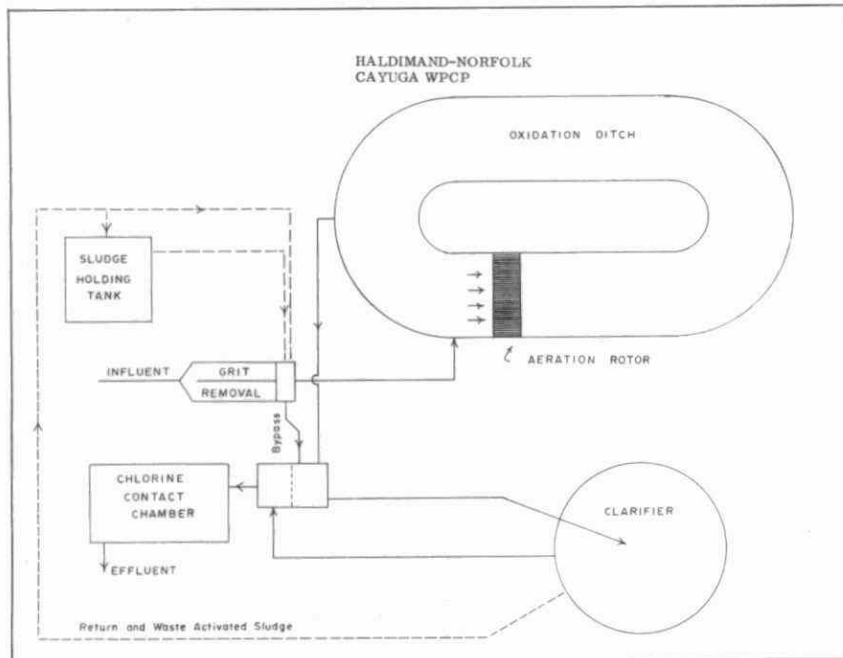 HALDIMAND-NORFOLK
CAYUGA WPCP
OXIDATION DITCH
SLUDGE
HOLDING
TANK
AERATION ROTOR
INFLUENT
GRIT
REMOVAL
Bypass
CHLORINE
CONTACT
CHAMBER
CLARIFIER
EFFLUENT
Return and Waste Activated Sludge